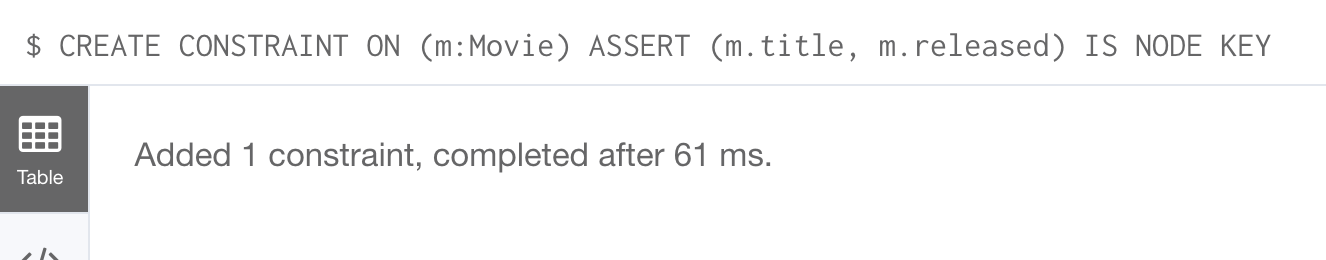 $ CREATE CONSTRAINT ON (m:Movie) ASSERT (m.title, m.released) IS NODE KEY
Added 1 constraint, completed after 61 ms.
Table